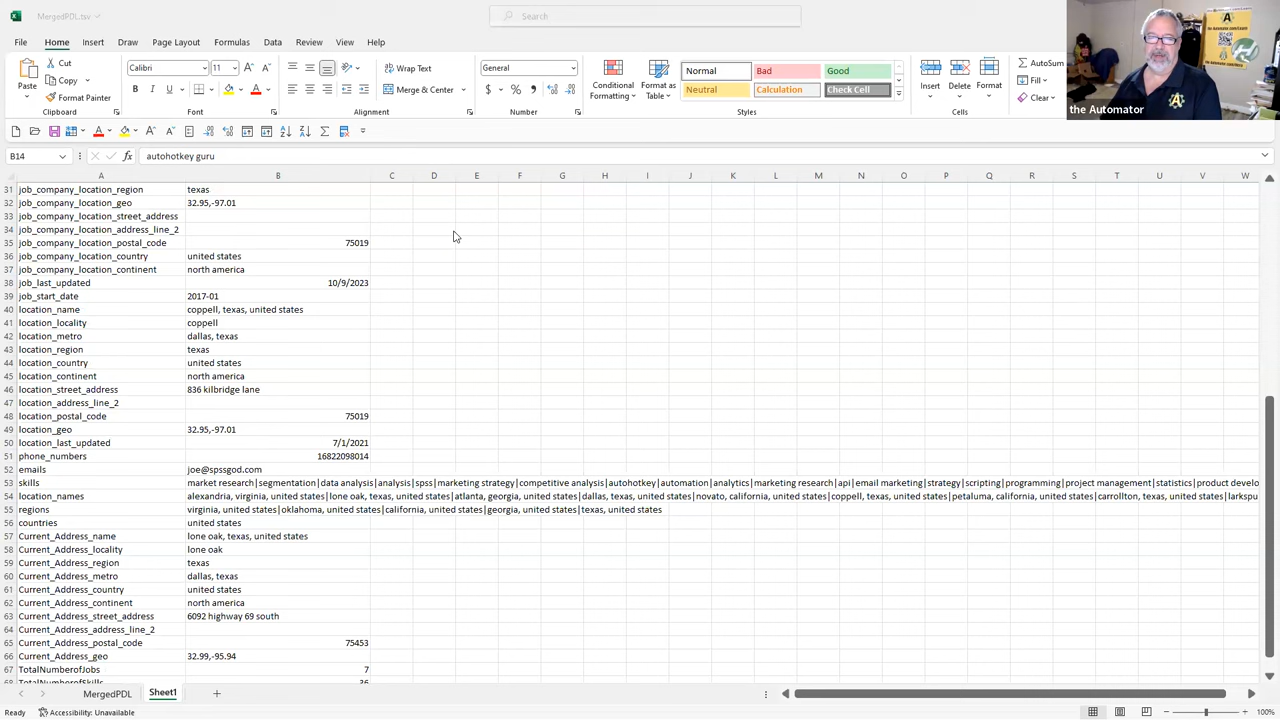 MergedPDL.tsv
Search
File Home Insert Draw Page Layout Formulas Data Review View Help
Paste
Cut
Copy
Format Painter
Clipboard
Calibri 11
B I U
Font
Wrap Text
Merge & Center
Alignment
General
$ % 9
Number
Conditional Formatting
Format as Table
Normal Bad Good
Neutral Calculation Check Cell
Styles
Insert Delete Format
Cells
AutoSum
Fill
Clear
the Automator
B14 fx autohotkey guru
A B C D E F G H I J K L M N O P Q R S T U V W
31 job_company_location_region texas
32 job_company_location_geo 32.95,-97.01
33 job_company_location_street_address
34 job_company_location_address_line_2
35 job_company_location_postal_code 75019
36 job_company_location_country united states
37 job_company_location_continent north america
38 job_last_updated 10/9/2023
39 job_start_date 2017-01
40 location_name coppell, texas, united states
41 location_locality coppell
42 location_metro dallas, texas
43 location_region texas
44 location_country united states
45 location_continent north america
46 location_street_address 836 kilbridge lane
47 location_address_line_2
48 location_postal_code 75019
49 location_geo 32.95,-97.01
50 location_last_updated 7/1/2021
51 phone_numbers 16822098014
52 emails joe@spssgod.com
53 skills market research|segmentation|data analysis|analysis|spss|marketing strategy|competitive analysis|autohotkey|automation|analytics|marketing research|api|email marketing|strategy|scripting|programming|project management|statistics|product develo
54 location_names alexandria, virginia, united states|lone oak, texas, united states|atlanta, georgia, united states|dallas, texas, united states|novato, california, united states|coppell, texas, united states|petaluma, california, united states|carrollton, texas, united states|larkspu
55 regions virginia, united states|oklahoma, united states|california, united states|georgia, united states|texas, united states
56 countries united states
57 Current_Address_name lone oak, texas, united states
58 Current_Address_locality lone oak
59 Current_Address_region texas
60 Current_Address_metro dallas, texas
61 Current_Address_country united states
62 Current_Address_continent north america
63 Current_Address_street_address 6092 highway 69 south
64 Current_Address_address_line_2
65 Current_Address_postal_code 75453
66 Current_Address_geo 32.99,-95.94
67 TotalNumberofJobs 7
68 TotalNumberofSkills 36
MergedPDL Sheet1
Ready Accessibility: Unavailable 100%